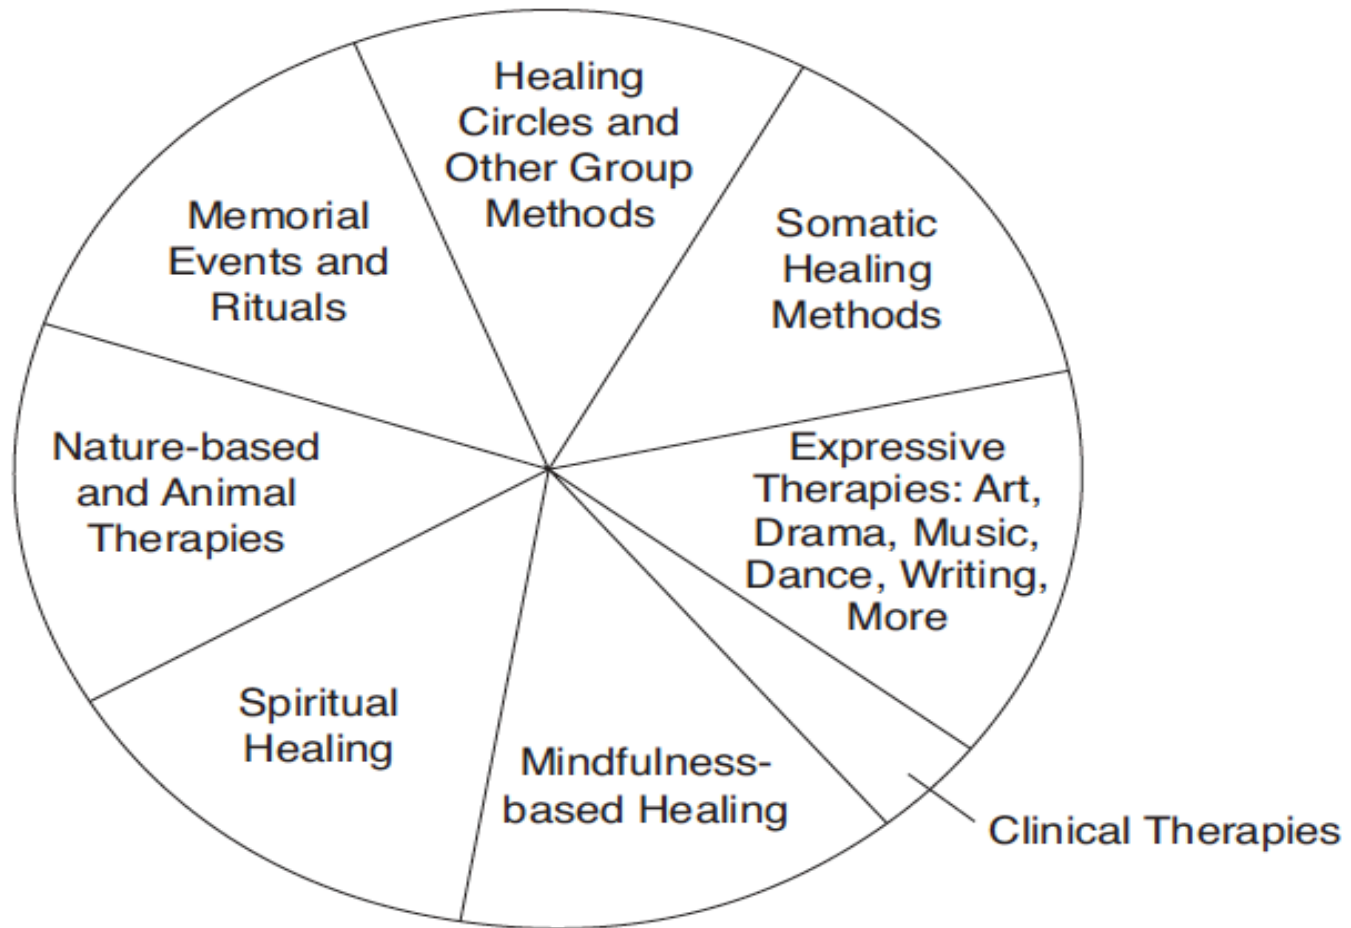 Healing
Circles and
Other Group
Methods
Somatic
Healing
Methods
Expressive
Therapies: Art,
Drama, Music,
Dance, Writing,
More
Clinical Therapies
Mindfulness-
based Healing
Spiritual
Healing
Nature-based
and Animal
Therapies
Memorial
Events and
Rituals